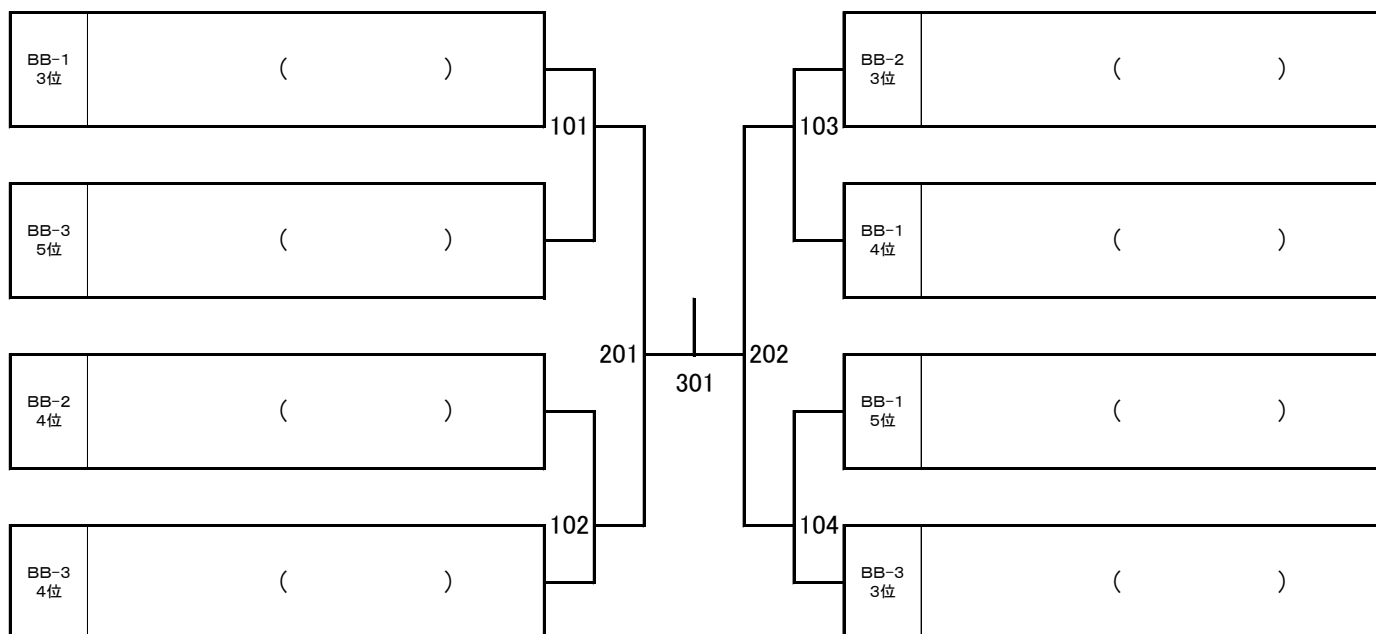 BB-1
3位
(　　　　　)
BB-3
5位
(　　　　　)
BB-2
4位
(　　　　　)
BB-3
4位
(　　　　　)
101
102
201
301
202
103
104
BB-2
3位
(　　　　　)
BB-1
4位
(　　　　　)
BB-1
5位
(　　　　　)
BB-3
3位
(　　　　　)